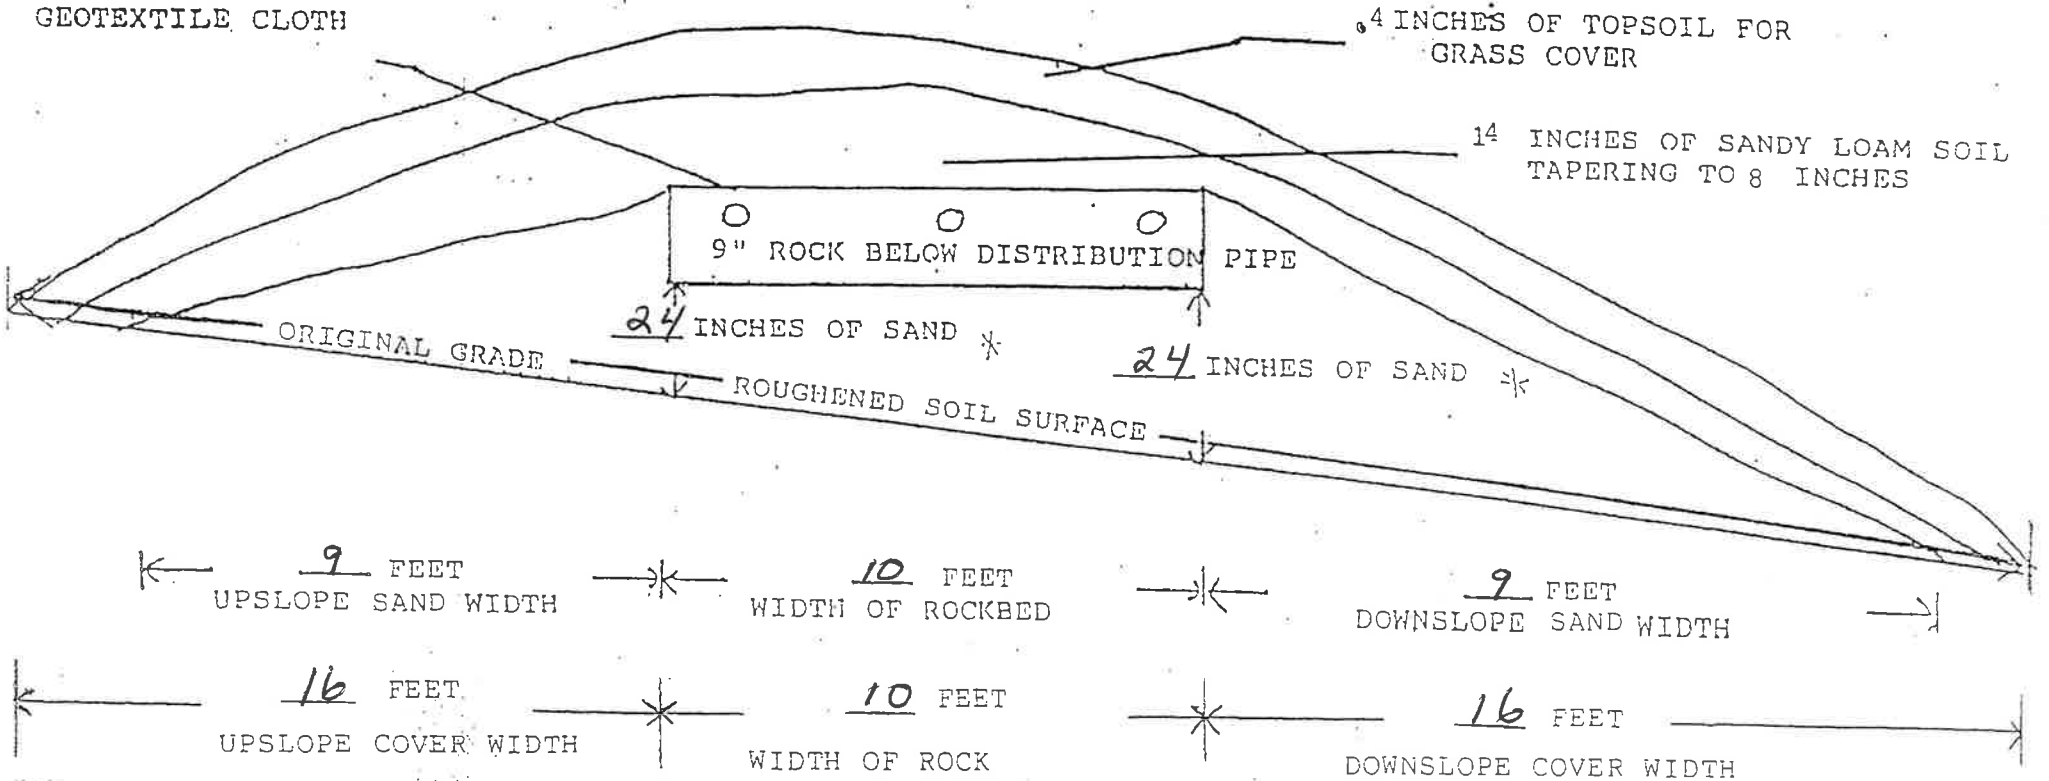 GEOTEXTILE CLOTH
4 INCHES OF TOPSOIL FOR
GRASS COVER
14 INCHES OF SANDY LOAM SOIL
TAPERING TO 8 INCHES
9" ROCK BELOW DISTRIBUTION PIPE
24 INCHES OF SAND *
24 INCHES OF SAND *
ORIGINAL GRADE
ROUGHENED SOIL SURFACE
9 FEET
UPSLOPE SAND WIDTH
10 FEET
WIDTH OF ROCKBED
9 FEET
DOWNSLOPE SAND WIDTH
16 FEET
UPSLOPE COVER WIDTH
10 FEET
WIDTH OF ROCK
16 FEET
DOWNSLOPE COVER WIDTH